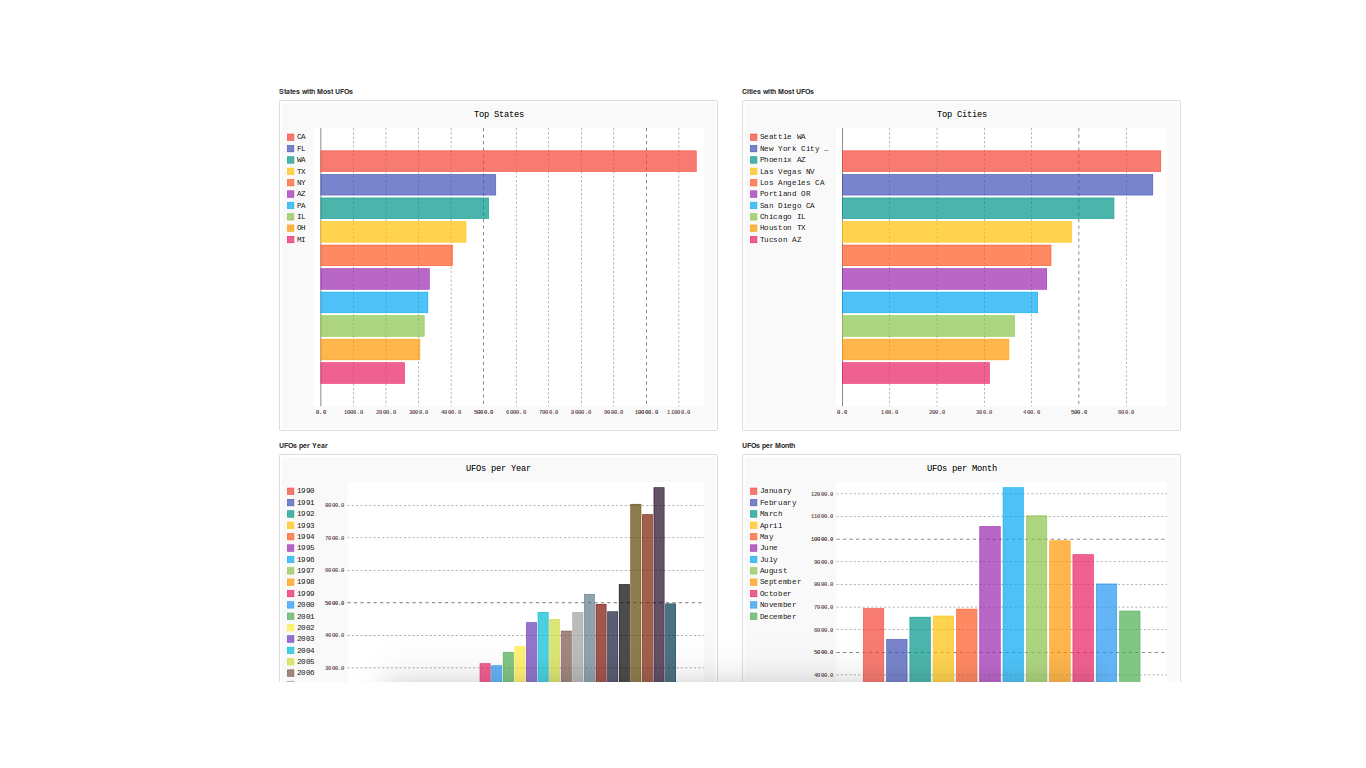 States with Most UFOs
Top States
CA
FL
WA
TX
NY
AZ
PA
IL
OH
MI
0.0 1000.0 2000.0 3000.0 4000.0 5000.0 6000.0 7000.0 8000.0 9000.0 10000.0 11000.0
Cities with Most UFOs
Top Cities
Seattle WA
New York City …
Phoenix AZ
Las Vegas NV
Los Angeles CA
Portland OR
San Diego CA
Chicago IL
Houston TX
Tucson AZ
0.0 100.0 200.0 300.0 400.0 500.0 600.0
UFOs per Year
UFOs per Year
1990
1991
1992
1993
1994
1995
1996
1997
1998
1999
2000
2001
2002
2003
2004
2005
2006
8000.0
7000.0
6000.0
5000.0
4000.0
3000.0
UFOs per Month
UFOs per Month
January
February
March
April
May
June
July
August
September
October
November
December
12000.0
11000.0
10000.0
9000.0
8000.0
7000.0
6000.0
5000.0
4000.0